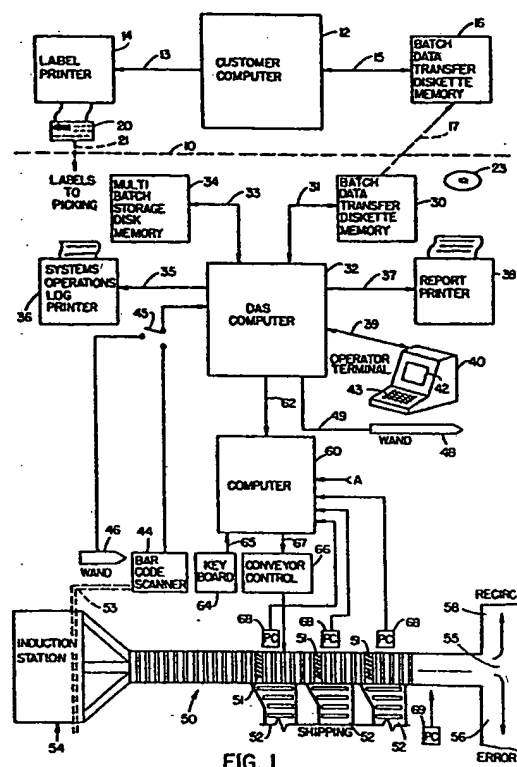 12
16
14
LABEL
PRINTER
13
CUSTOMER
COMPUTER
15
BATCH
DATA
TRANSFER
DISKETTE
MEMORY
20
21
10
17
LABELS
TO PICKING
34
33
31
30
23
MULTI
BATCH
STORAGE
DISK
MEMORY
BATCH
DATA
TRANSFER
DISKETTE
MEMORY
32
SYSTEMS'
OPERATIONS
LOG
PRINTER
36
35
DAS
COMPUTER
37
REPORT
PRINTER
38
45
39
OPERATOR
TERMINAL
40
42
43
62
49
WAND
48
60
COMPUTER
A
46
WAND
44
BAR
CODE
SCANNER
65
67
66
KEY
BOARD
CONVEYOR
CONTROL
64
53
68
PC
68
PC
68
PC
RECIRC
58
INDUCTION
STATION
51
51
55
54
50
51
52
SHIPPING
52
52
69
PC
56
ERROR
FIG. 1